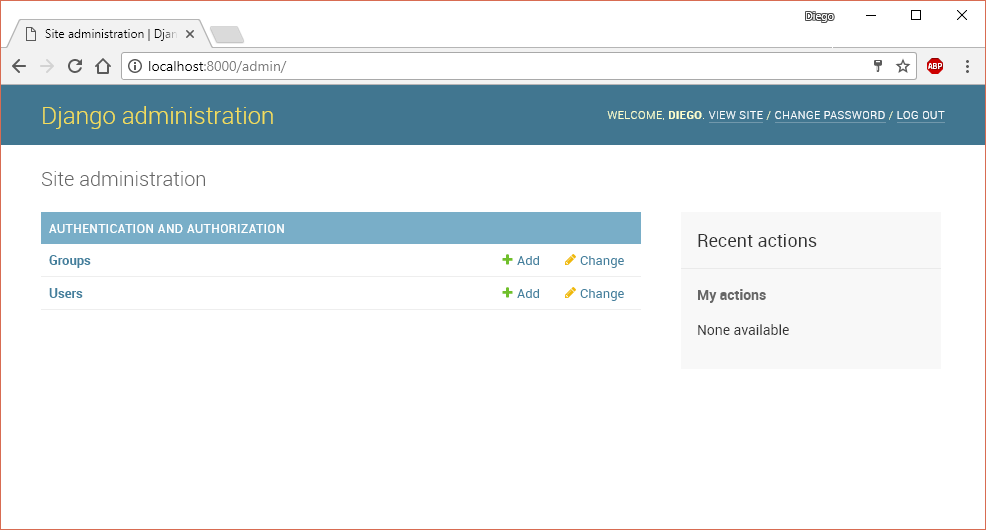 Diego
Site administration | Djan
localhost:8000/admin/
ABP
Django administration
WELCOME, DIEGO. VIEW SITE / CHANGE PASSWORD / LOG OUT
Site administration
AUTHENTICATION AND AUTHORIZATION
Groups Add Change
Users Add Change
Recent actions
My actions
None available